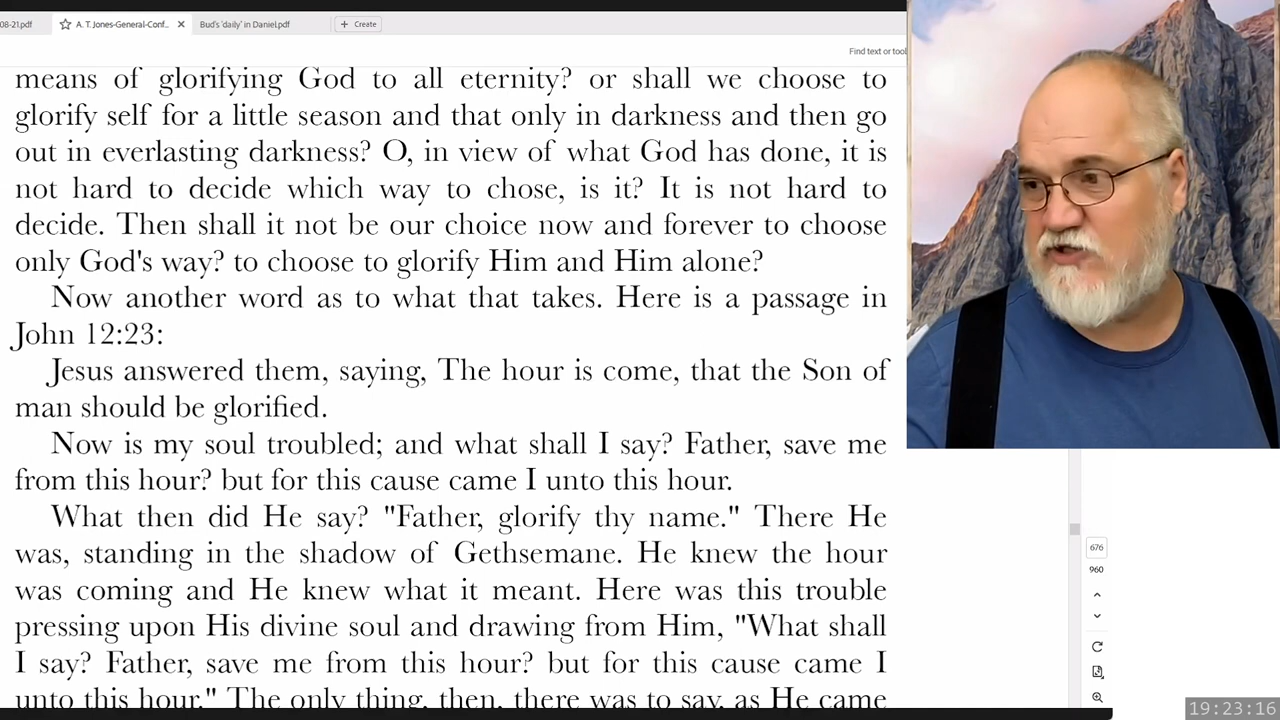 08-21.pdf
A. T. Jones-General-Conf...
Bud's 'daily' in Daniel.pdf
Create
Find text or tool
means of glorifying God to all eternity? or shall we choose to
glorify self for a little season and that only in darkness and then go
out in everlasting darkness? O, in view of what God has done, it is
not hard to decide which way to chose, is it? It is not hard to
decide. Then shall it not be our choice now and forever to choose
only God's way? to choose to glorify Him and Him alone?
Now another word as to what that takes. Here is a passage in
John 12:23:
Jesus answered them, saying, The hour is come, that the Son of
man should be glorified.
Now is my soul troubled; and what shall I say? Father, save me
from this hour? but for this cause came I unto this hour.
What then did He say? "Father, glorify thy name." There He
was, standing in the shadow of Gethsemane. He knew the hour
was coming and He knew what it meant. Here was this trouble
pressing upon His divine soul and drawing from Him, "What shall
I say? Father, save me from this hour? but for this cause came I
unto this hour." The only thing, then, there was to say, as He came
676
960
19:23:16